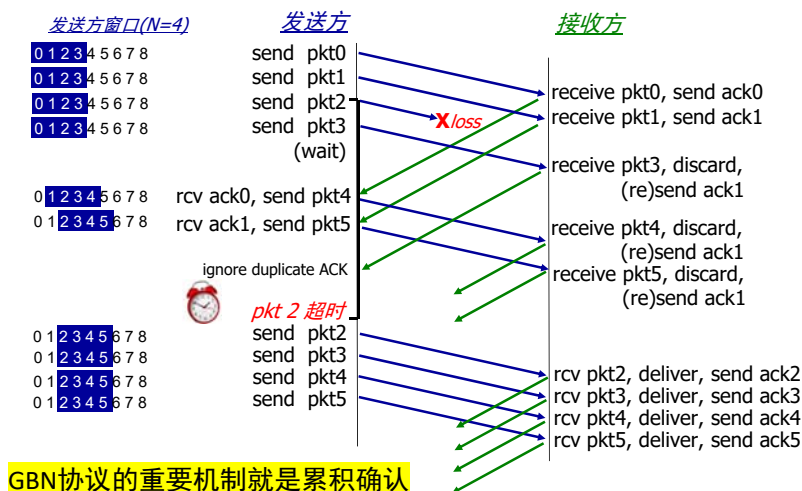 发送方窗口(N=4) 发送方 接收方
0 1 2 3 4 5 6 7 8 send pkt0
0 1 2 3 4 5 6 7 8 send pkt1
receive pkt0, send ack0
0 1 2 3 4 5 6 7 8 send pkt2
X loss
receive pkt1, send ack1
0 1 2 3 4 5 6 7 8 send pkt3
(wait)
receive pkt3, discard,
(re)send ack1
0 1 2 3 4 5 6 7 8 rcv ack0, send pkt4
0 1 2 3 4 5 6 7 8 rcv ack1, send pkt5
receive pkt4, discard,
(re)send ack1
ignore duplicate ACK
receive pkt5, discard,
(re)send ack1
pkt 2 超时
0 1 2 3 4 5 6 7 8 send pkt2
0 1 2 3 4 5 6 7 8 send pkt3
0 1 2 3 4 5 6 7 8 send pkt4
0 1 2 3 4 5 6 7 8 send pkt5
rcv pkt2, deliver, send ack2
rcv pkt3, deliver, send ack3
rcv pkt4, deliver, send ack4
rcv pkt5, deliver, send ack5
GBN协议的重要机制就是累积确认